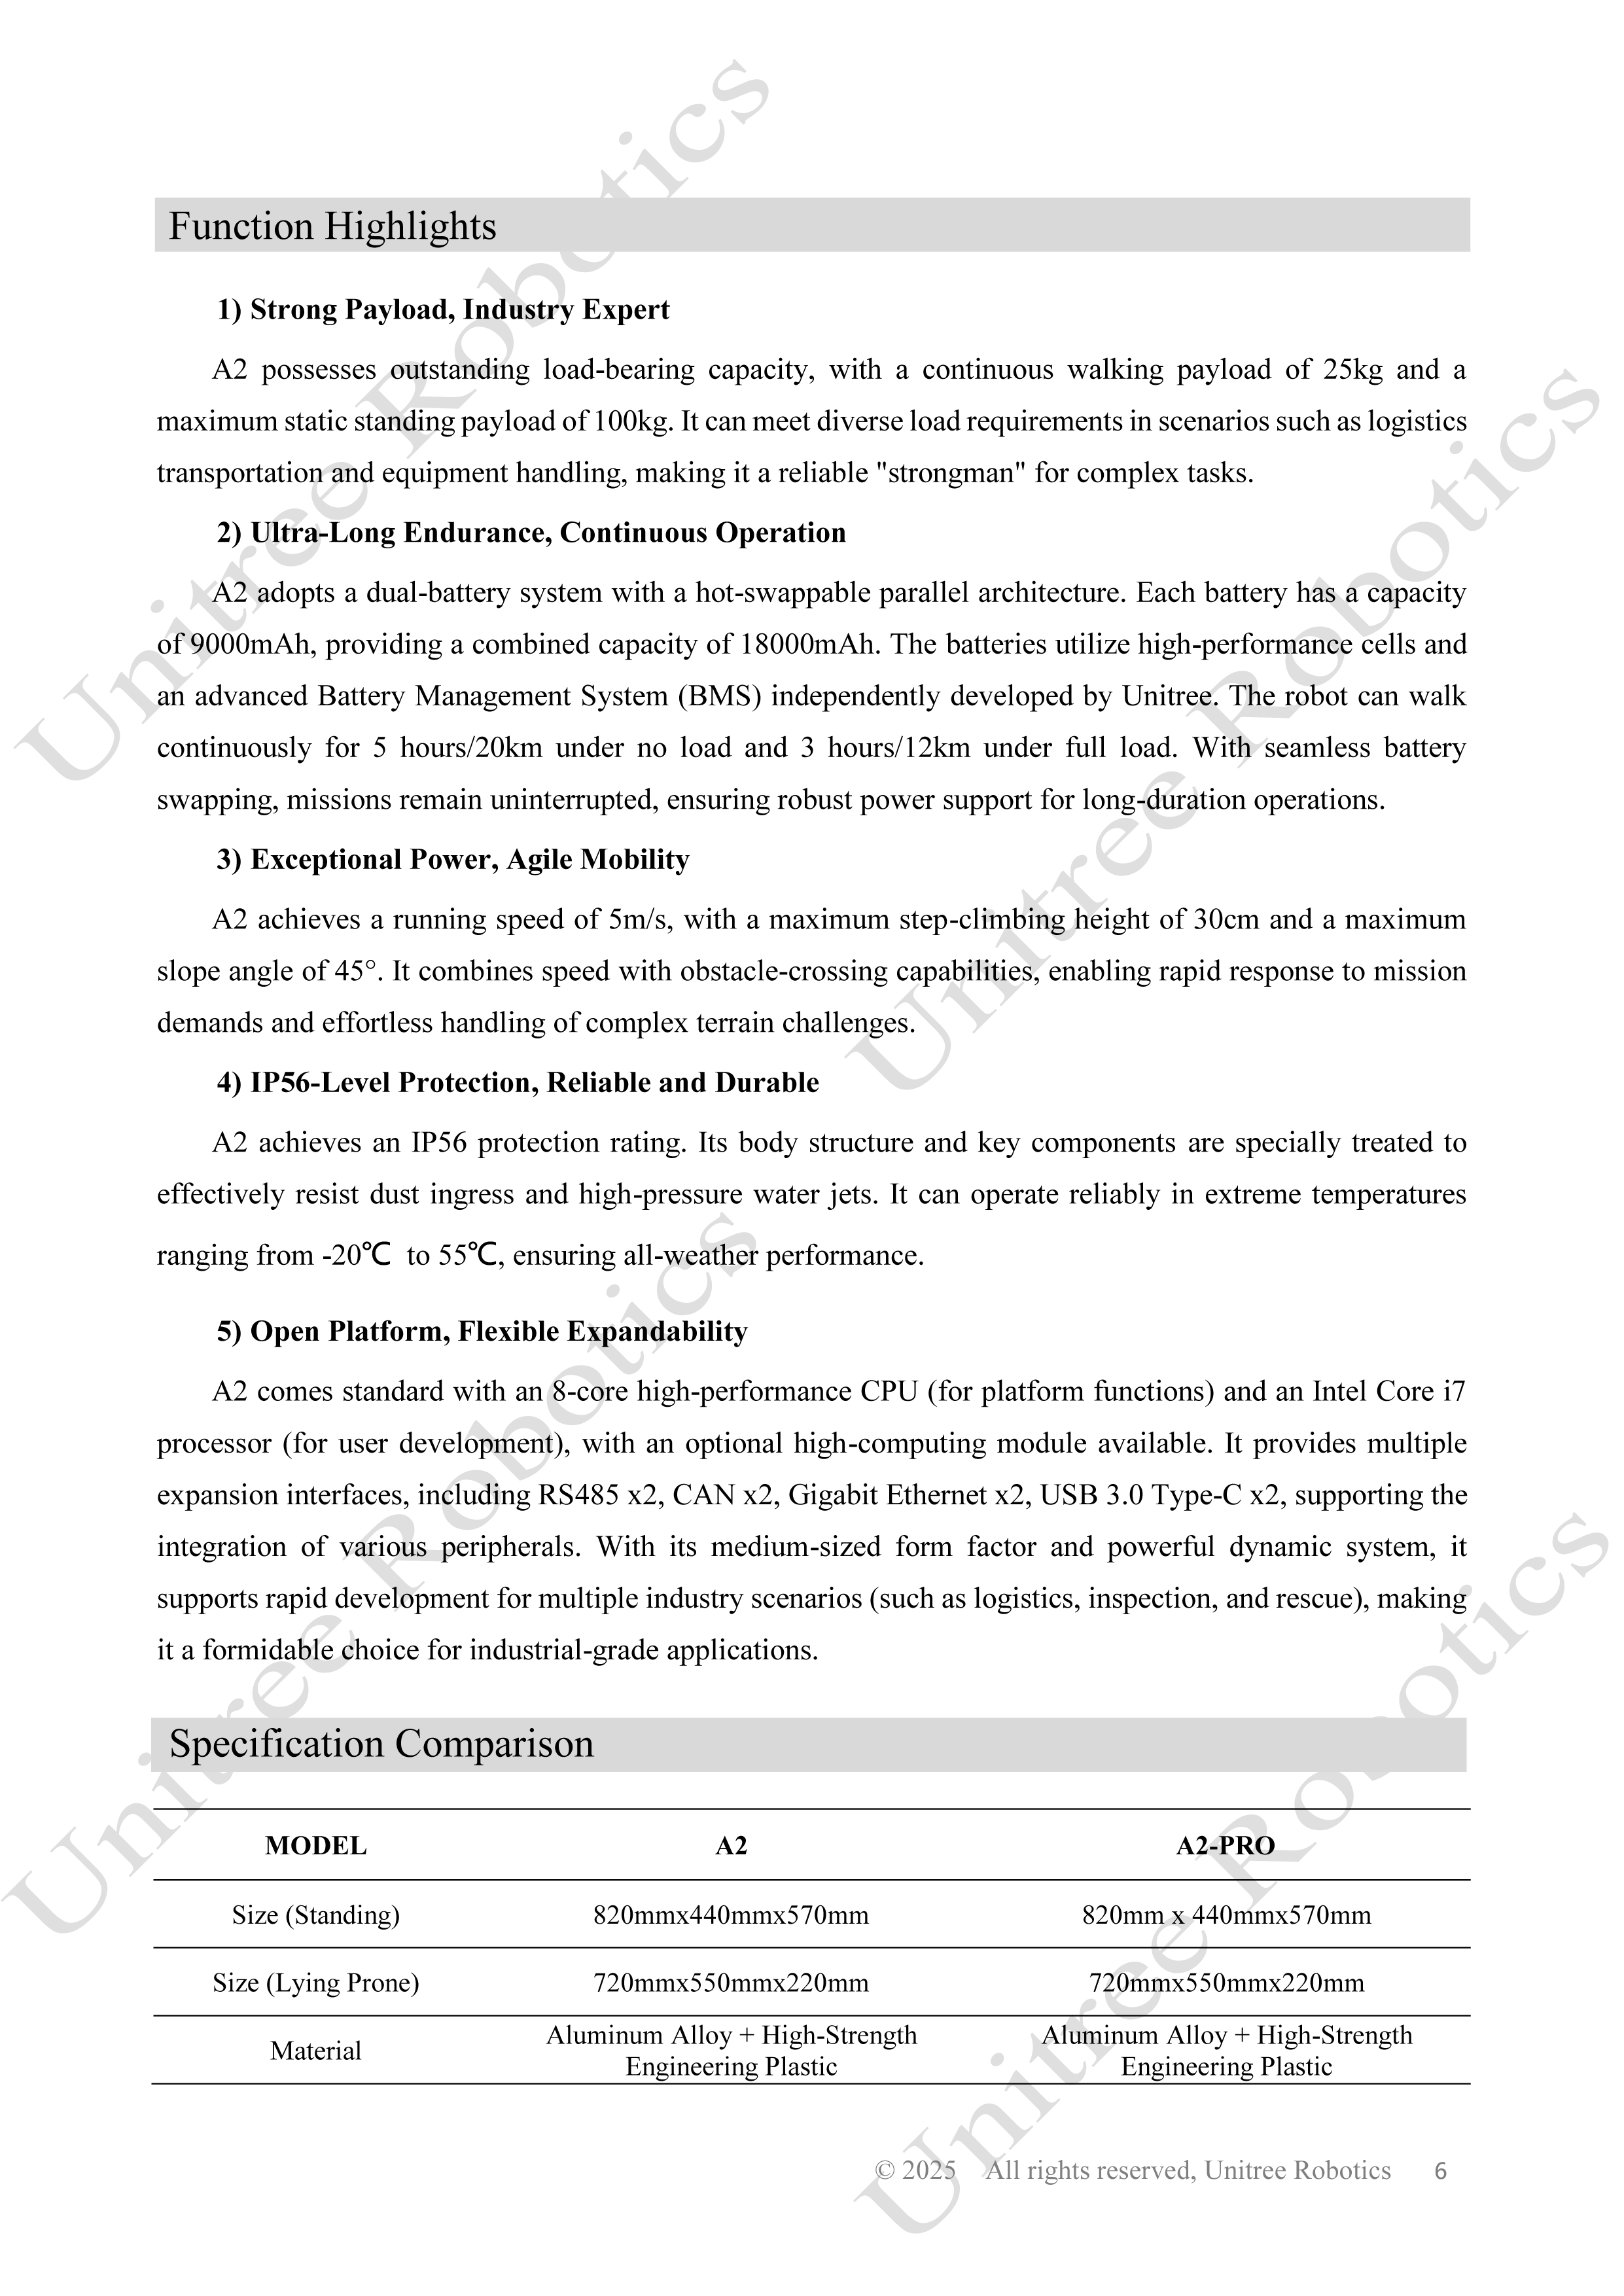 Function Highlights
1) Strong Payload, Industry Expert
A2 possesses outstanding load-bearing capacity, with a continuous walking payload of 25kg and a
maximum static standing payload of 100kg. It can meet diverse load requirements in scenarios such as logistics
transportation and equipment handling, making it a reliable "strongman" for complex tasks.
2) Ultra-Long Endurance, Continuous Operation
A2 adopts a dual-battery system with a hot-swappable parallel architecture. Each battery has a capacity
of 9000mAh, providing a combined capacity of 18000mAh. The batteries utilize high-performance cells and
an advanced Battery Management System (BMS) independently developed by Unitree. The robot can walk
continuously for 5 hours/20km under no load and 3 hours/12km under full load. With seamless battery
swapping, missions remain uninterrupted, ensuring robust power support for long-duration operations.
3) Exceptional Power, Agile Mobility
A2 achieves a running speed of 5m/s, with a maximum step-climbing height of 30cm and a maximum
slope angle of 45°. It combines speed with obstacle-crossing capabilities, enabling rapid response to mission
demands and effortless handling of complex terrain challenges.
4) IP56-Level Protection, Reliable and Durable
A2 achieves an IP56 protection rating. Its body structure and key components are specially treated to
effectively resist dust ingress and high-pressure water jets. It can operate reliably in extreme temperatures
ranging from -20℃ to 55℃, ensuring all-weather performance.
5) Open Platform, Flexible Expandability
A2 comes standard with an 8-core high-performance CPU (for platform functions) and an Intel Core i7
processor (for user development), with an optional high-computing module available. It provides multiple
expansion interfaces, including RS485 x2, CAN x2, Gigabit Ethernet x2, USB 3.0 Type-C x2, supporting the
integration of various peripherals. With its medium-sized form factor and powerful dynamic system, it
supports rapid development for multiple industry scenarios (such as logistics, inspection, and rescue), making
it a formidable choice for industrial-grade applications.
Specification Comparison
MODEL A2 A2-PRO
Size (Standing) 820mmx440mmx570mm 820mm x 440mmx570mm
Size (Lying Prone) 720mmx550mmx220mm 720mmx550mmx220mm
Material Aluminum Alloy + High-Strength Engineering Plastic Aluminum Alloy + High-Strength Engineering Plastic
© 2025 All rights reserved, Unitree Robotics 6
Unitree Robotics
Unitree Robotics
Unitree Robotics
Unitree Robotics